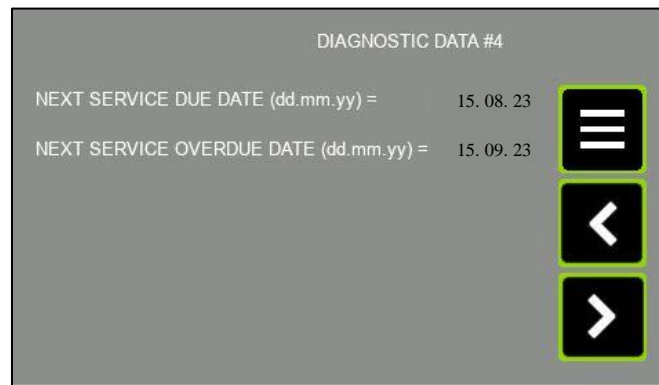 DIAGNOSTIC DATA #4
NEXT SERVICE DUE DATE (dd.mm.yy) = 15. 08. 23
NEXT SERVICE OVERDUE DATE (dd.mm.yy) = 15. 09. 23